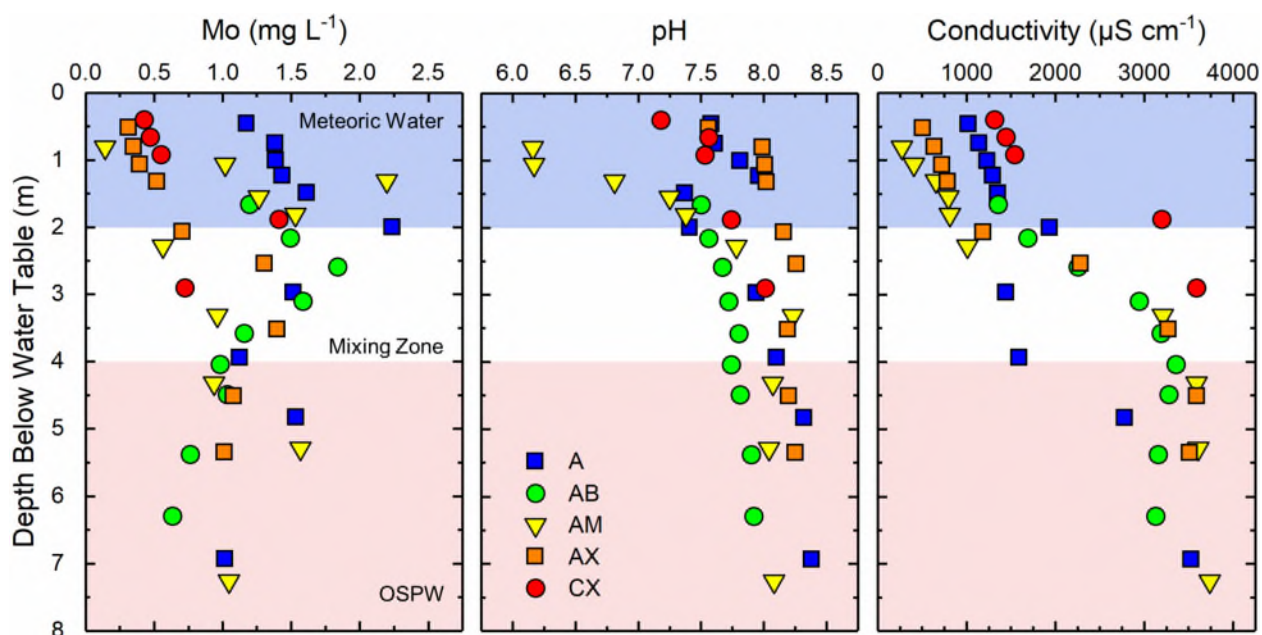 Mo (mg L⁻¹)
pH
Conductivity (µS cm⁻¹)
0.0 0.5 1.0 1.5 2.0 2.5
6.0 7.0 7.5 8.0 8.5
0 1000 2000 3000 4000
Depth Below Water Table (m)
0
1
2
3
4
5
6
7
8
Meteoric Water
Mixing Zone
OSPW
A
AB
AM
AX
CX